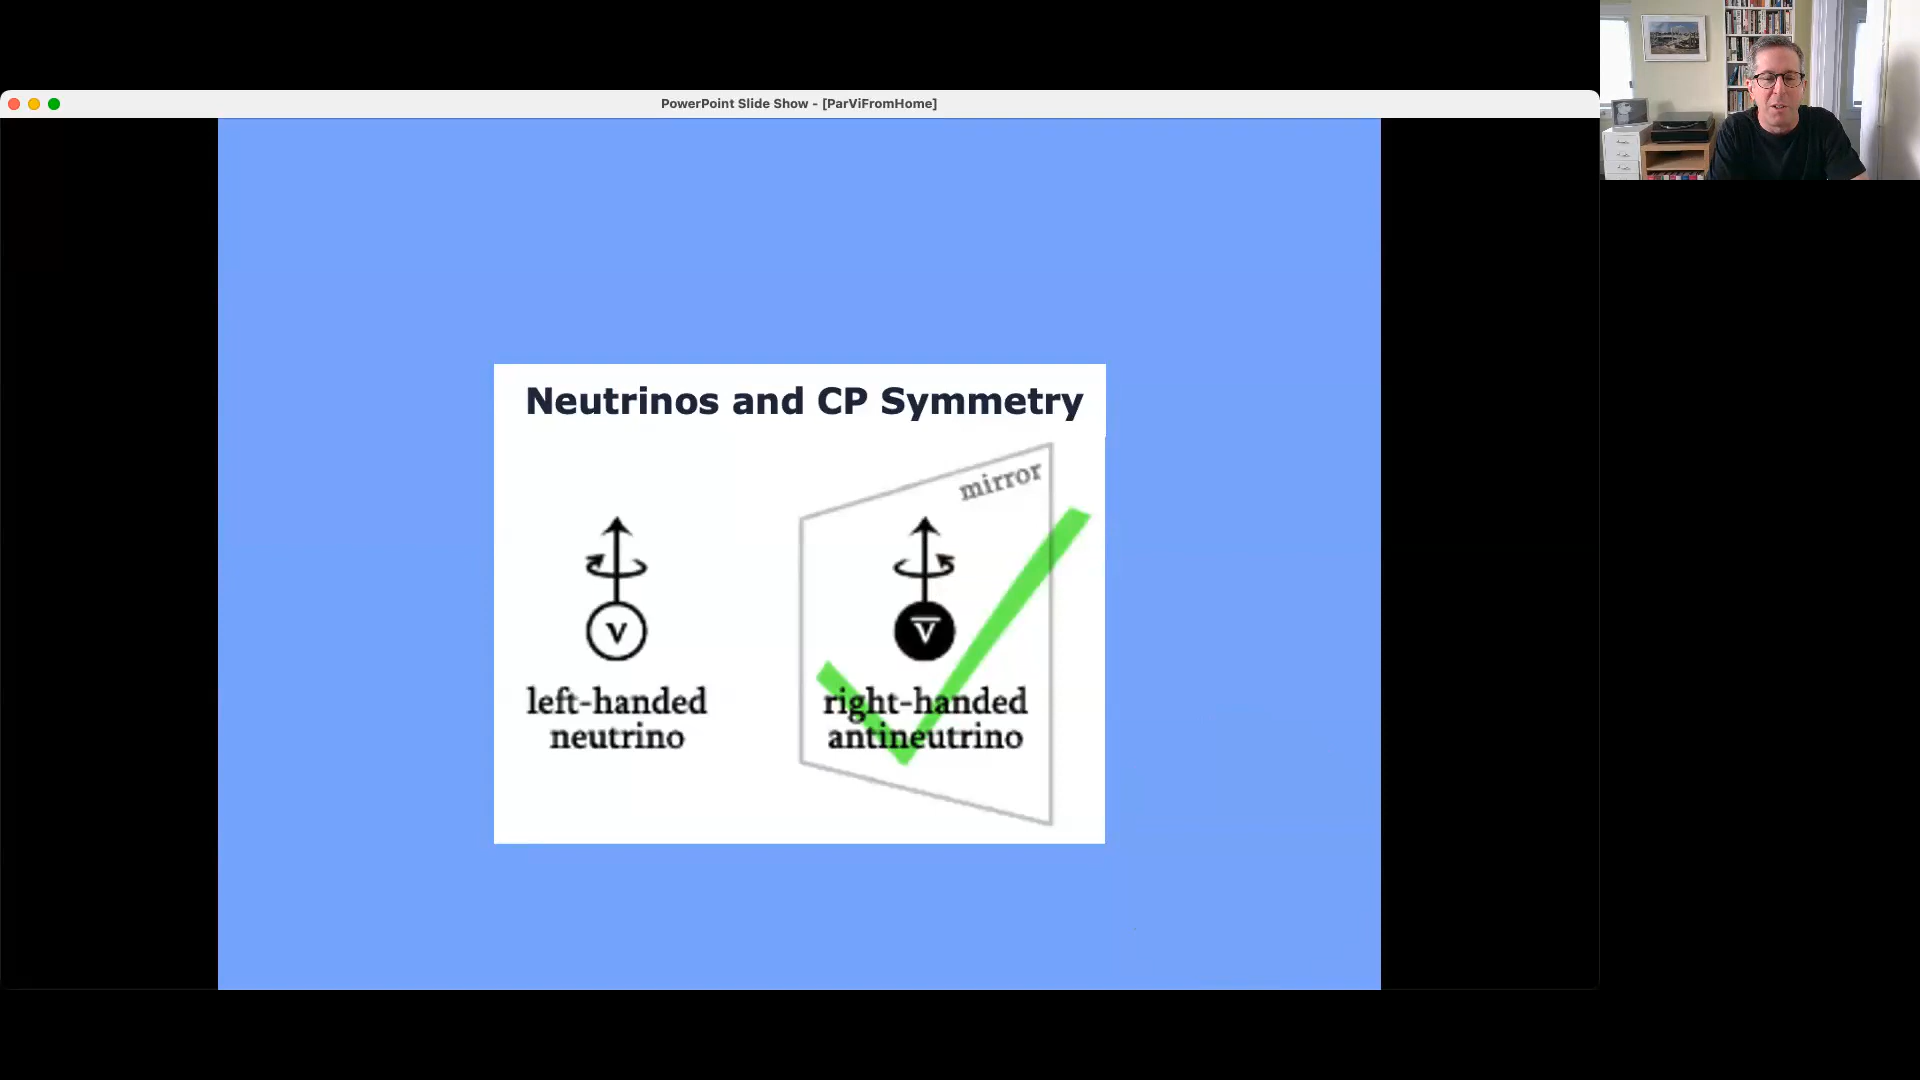 PowerPoint Slide Show - [ParViFromHome]
Neutrinos and CP Symmetry
mirror
ν
ν̅
left-handed
neutrino
right-handed
antineutrino